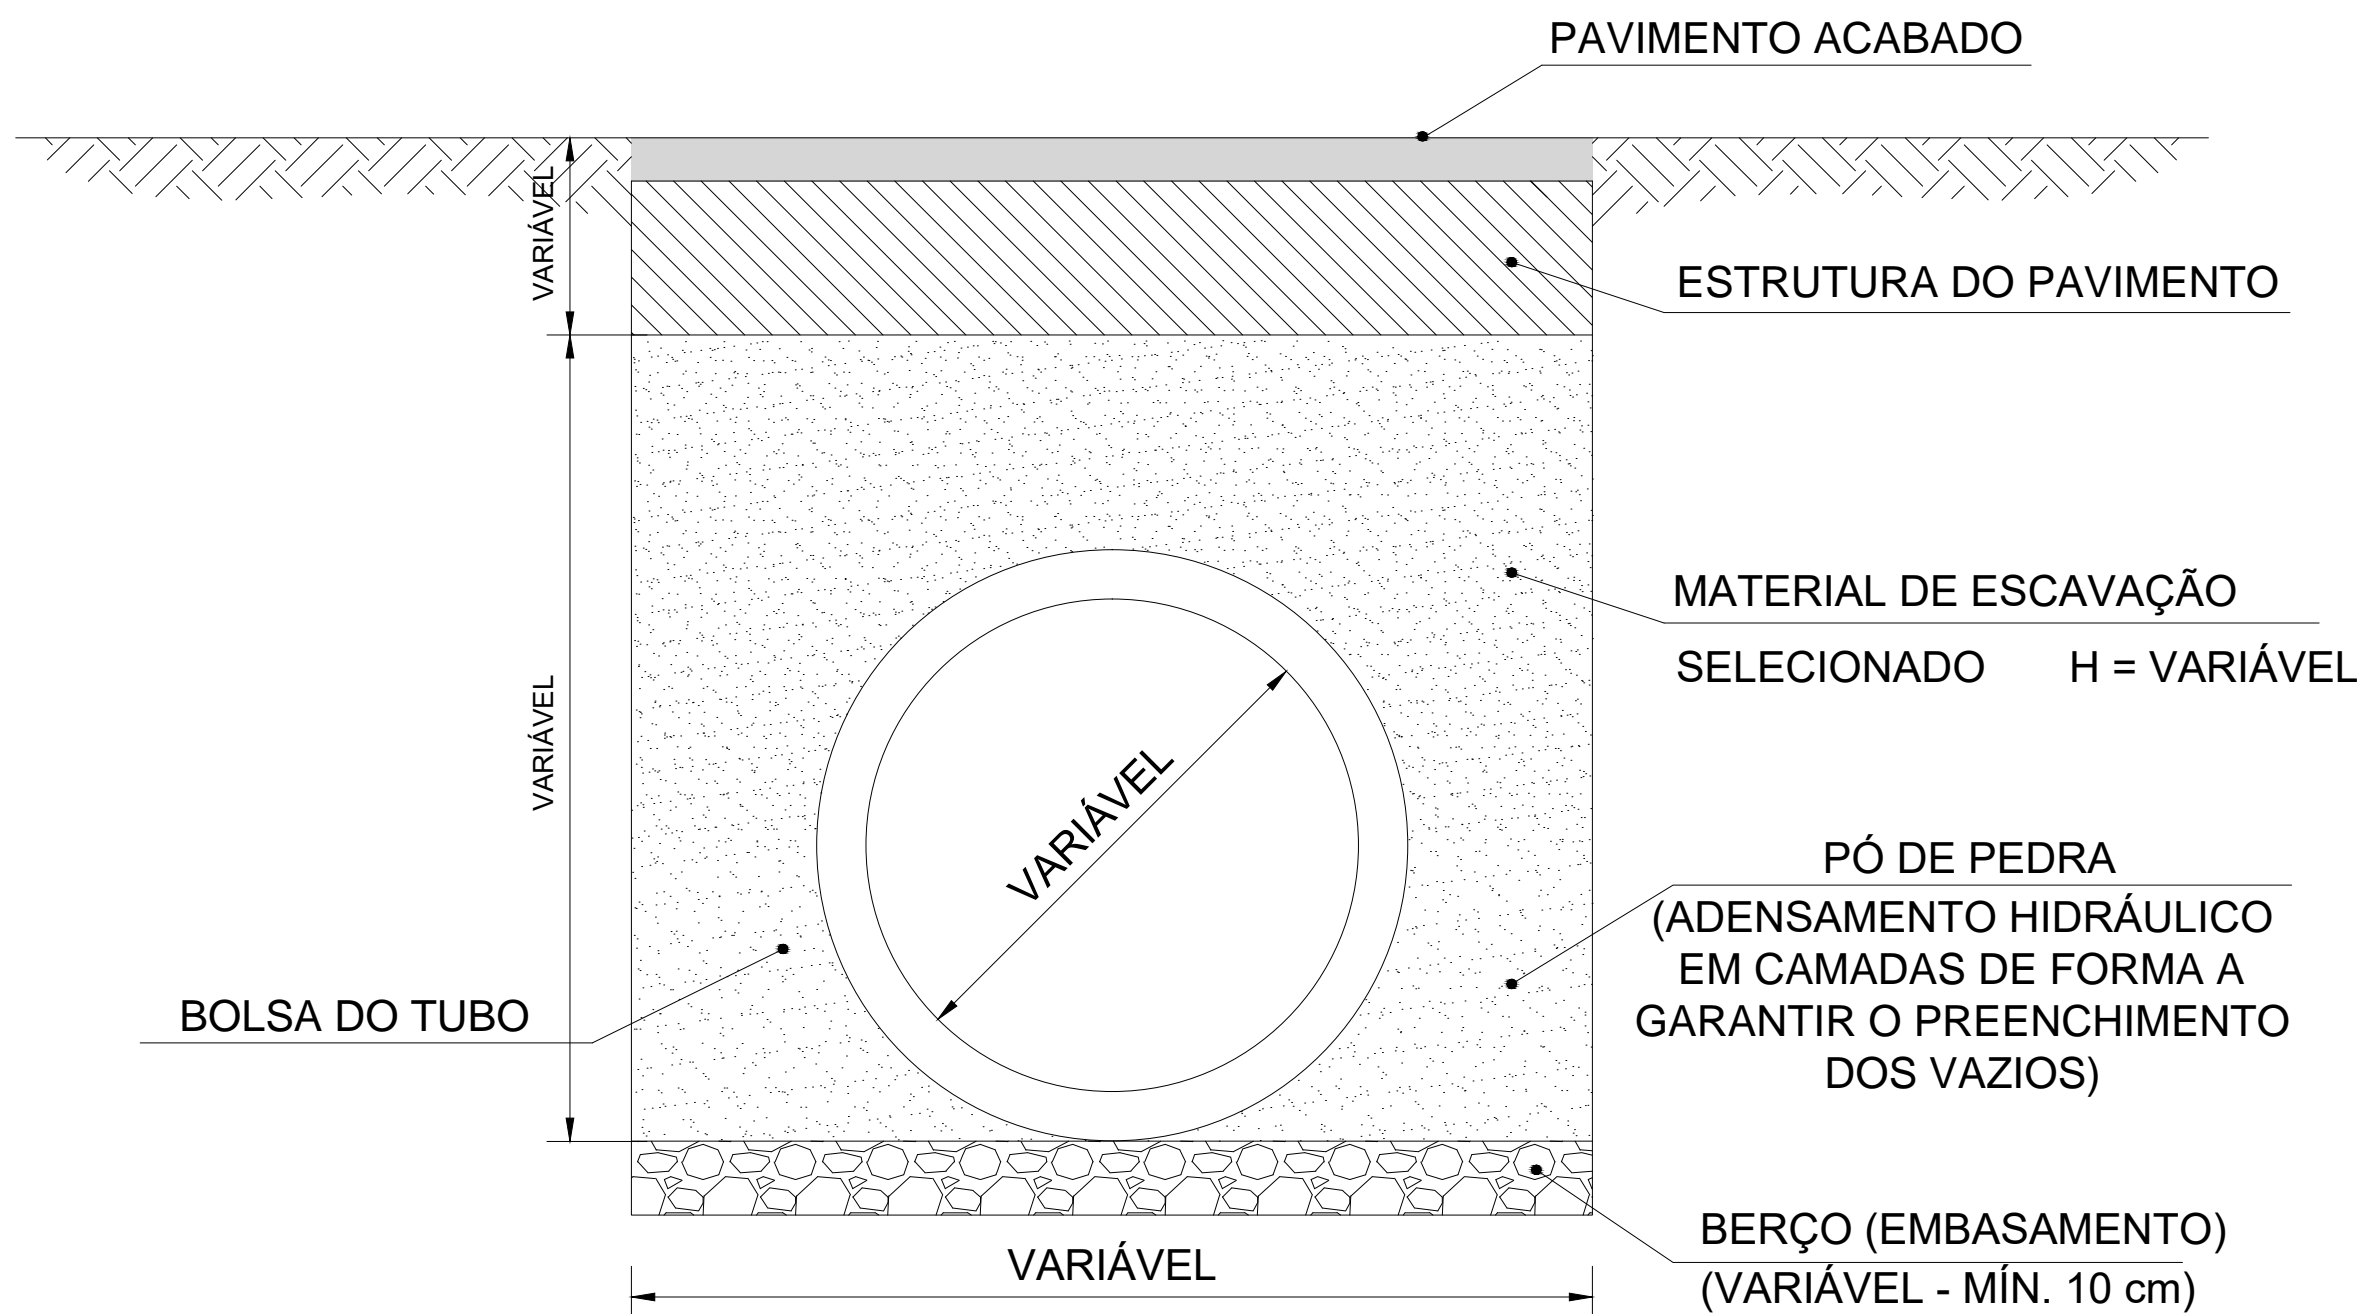 PAVIMENTO ACABADO
VARIÁVEL
ESTRUTURA DO PAVIMENTO
MATERIAL DE ESCAVAÇÃO
SELECIONADO H = VARIÁVEL
VARIÁVEL
VARIÁVEL
PÓ DE PEDRA
(ADENSAMENTO HIDRÁULICO
EM CAMADAS DE FORMA A
GARANTIR O PREENCHIMENTO
DOS VAZIOS)
BOLSA DO TUBO
BERÇO (EMBASAMENTO)
(VARIÁVEL - MÍN. 10 cm)
VARIÁVEL